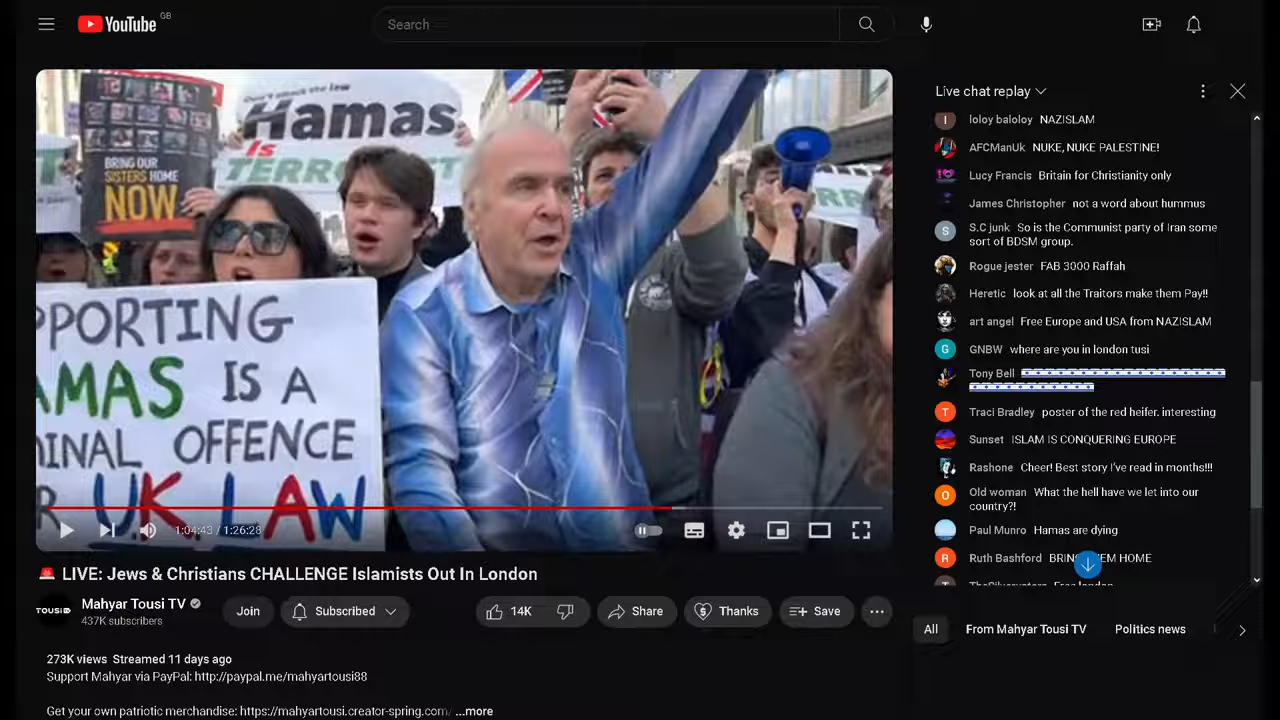 YouTube GB
Search
Don't mock the law
Hamas
Is
TERRO
BRING OUR
SISTERS HOME
NOW
PPORTING
AMAS IS A
MINAL OFFENCE
R UK LAW
1:04:43 / 1:26:28
🚨 LIVE: Jews & Christians CHALLENGE Islamists Out In London
TOUSI
Mahyar Tousi TV
437K subscribers
Join
Subscribed
14K
Share
Thanks
Save
273K views Streamed 11 days ago
Support Mahyar via PayPal: http://paypal.me/mahyartousi88
Get your own patriotic merchandise: https://mahyartousi.creator-spring.com/ ...more
Live chat replay
I loloy baloloy NAZISLAM
AFCManUk NUKE, NUKE PALESTINE!
Lucy Francis Britain for Christianity only
James Christopher not a word about hummus
S S.C junk So is the Communist party of Iran some
sort of BDSM group.
Rogue jester FAB 3000 Raffah
Heretic look at all the Traitors make them Pay!!
art angel Free Europe and USA from NAZISLAM
G GNBW where are you in london tusi
Tony Bell
T Traci Bradley poster of the red heifer. interesting
Sunset ISLAM IS CONQUERING EUROPE
Rashone Cheer! Best story I've read in months!!!
O Old woman What the hell have we let into our
country?!
Paul Munro Hamas are dying
R Ruth Bashford BRING THEM HOME
All
From Mahyar Tousi TV
Politics news